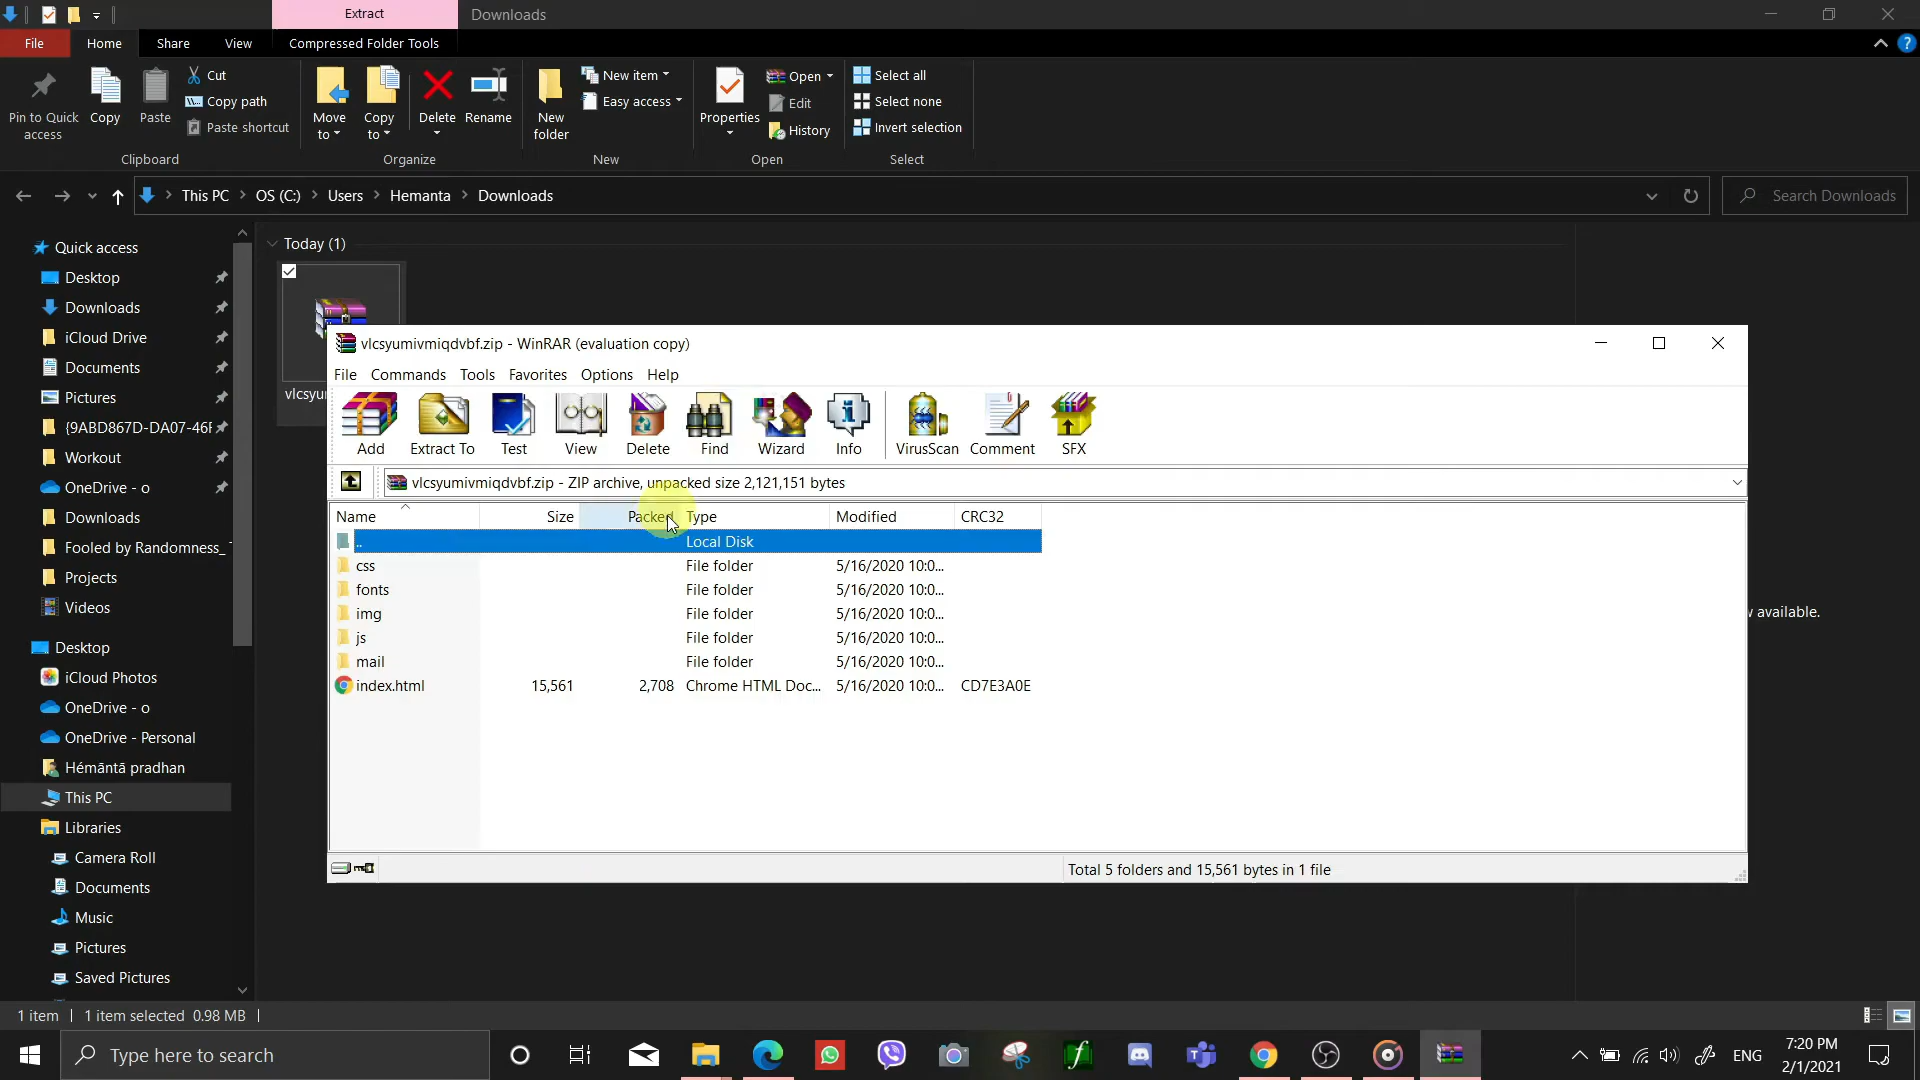 Extract
Downloads
File
Home
Share
View
Compressed Folder Tools
Pin to Quick access
Copy
Paste
Cut
Copy path
Paste shortcut
Clipboard
Move to
Copy to
Delete
Rename
Organize
New folder
New item
Easy access
New
Properties
Open
Edit
History
Open
Select all
Select none
Invert selection
Select
This PC > OS (C:) > Users > Hemanta > Downloads
Search Downloads
Quick access
Desktop
Downloads
iCloud Drive
Documents
Pictures
{9ABD867D-DA07-46F
Workout
OneDrive - o
Downloads
Fooled by Randomness_
Projects
Videos
Desktop
iCloud Photos
OneDrive - o
OneDrive - Personal
Hémāntā pradhan
This PC
Libraries
Camera Roll
Documents
Music
Pictures
Saved Pictures
Today (1)
vlcsyu
vlcsyumivmiqdvbf.zip - WinRAR (evaluation copy)
File Commands Tools Favorites Options Help
Add Extract To Test View Delete Find Wizard Info VirusScan Comment SFX
vlcsyumivmiqdvbf.zip - ZIP archive, unpacked size 2,121,151 bytes
Name Size Packed Type Modified CRC32
.. Local Disk
css File folder 5/16/2020 10:0...
fonts File folder 5/16/2020 10:0...
img File folder 5/16/2020 10:0...
js File folder 5/16/2020 10:0...
mail File folder 5/16/2020 10:0...
index.html 15,561 2,708 Chrome HTML Doc... 5/16/2020 10:0... CD7E3A0E
Total 5 folders and 15,561 bytes in 1 file
available.
1 item 1 item selected 0.98 MB
Type here to search
ENG
7:20 PM
2/1/2021